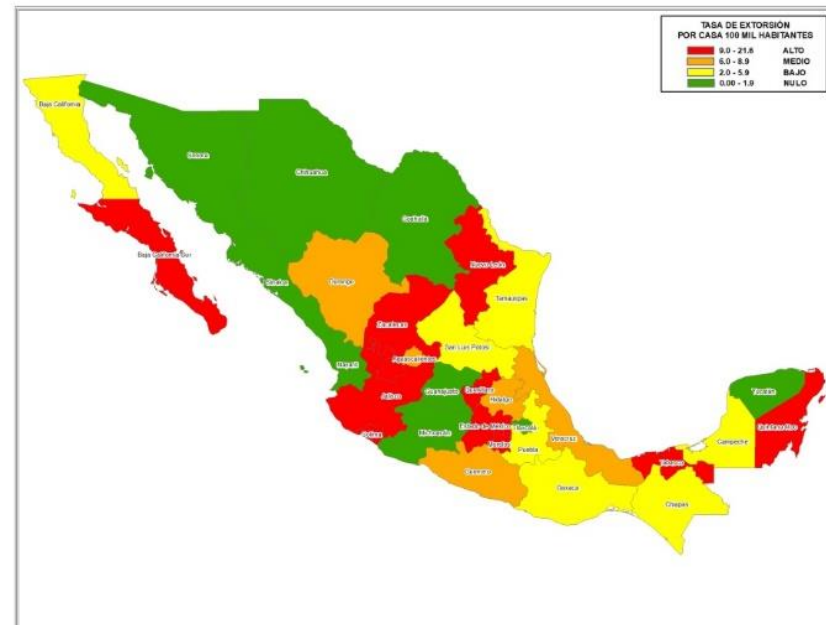 TASA DE EXTORSIÓN
POR CASA 100 MIL HABITANTES
9.0 - 21.6 ALTO
6.0 - 8.9 MEDIO
2.0 - 5.9 BAJO
0.00 - 1.9 NULO
Baja California
Sonora
Chihuahua
Coahuila
Baja California Sur
Nuevo León
Sinaloa
Durango
Tamaulipas
Zacatecas
San Luis Potosí
Aguascalientes
Nayarit
Guanajuato
Querétaro
Yucatán
Jalisco
Hidalgo
Quintana Roo
Colima
Michoacán
Estado de México
Tlaxcala
Veracruz
Campeche
Morelos
Puebla
Tabasco
Guerrero
Oaxaca
Chiapas